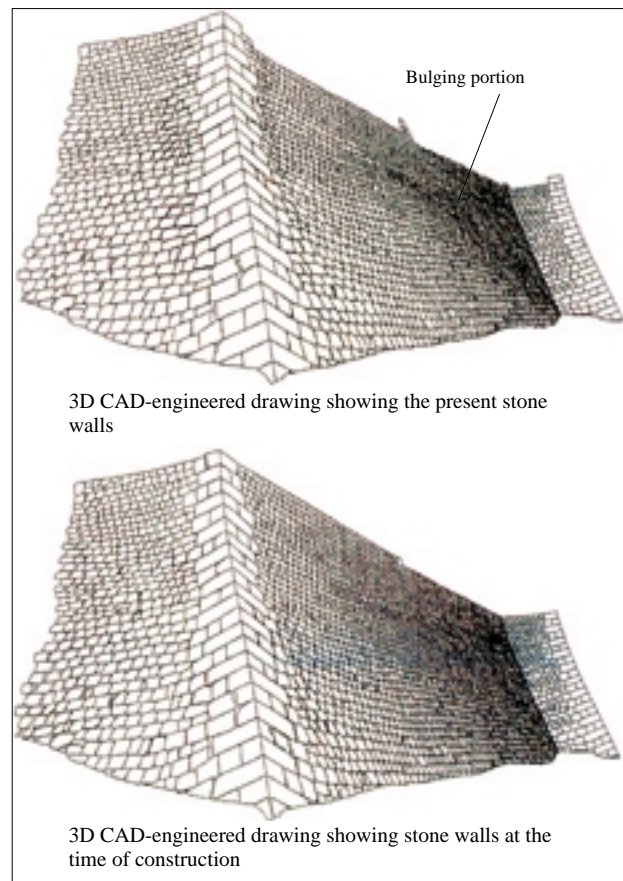 Bulging portion
3D CAD-engineered drawing showing the present stone
walls
3D CAD-engineered drawing showing stone walls at the
time of construction